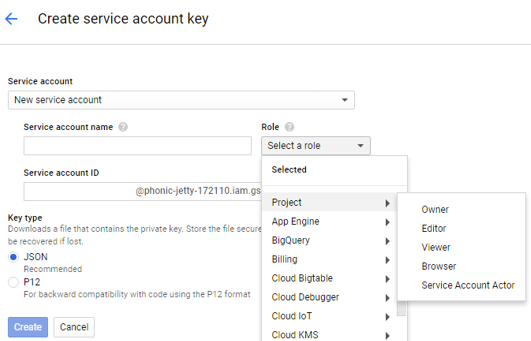 Create service account key
Service account
New service account
Service account name
Role
Select a role
Selected
Service account ID
@phonic-jetty-172110.iam.gs
Project
App Engine
BigQuery
Billing
Cloud Bigtable
Cloud Debugger
Cloud IoT
Cloud KMS
Owner
Editor
Viewer
Browser
Service Account Actor
Key type
Downloads a file that contains the private key. Store the file secure
be recovered if lost.
JSON
Recommended
P12
For backward compatibility with code using the P12 format
Create
Cancel